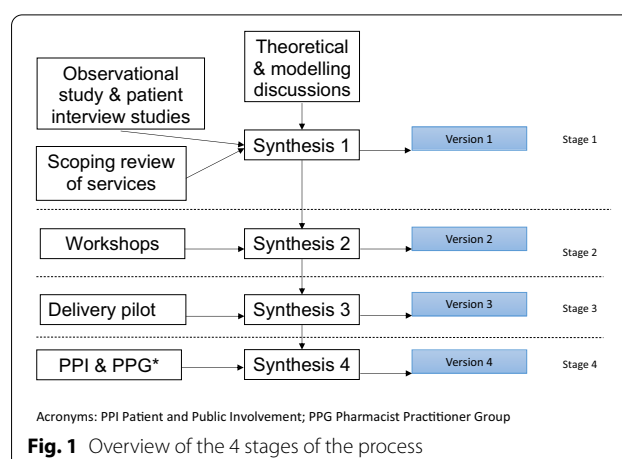 Theoretical
& modelling
discussions
Observational
study & patient
interview studies
Scoping review
of services
Synthesis 1
Version 1
Stage 1
Workshops
Synthesis 2
Version 2
Stage 2
Delivery pilot
Synthesis 3
Version 3
Stage 3
PPI & PPG*
Synthesis 4
Version 4
Stage 4
Acronyms: PPI Patient and Public Involvement; PPG Pharmacist Practitioner Group
Fig. 1 Overview of the 4 stages of the process